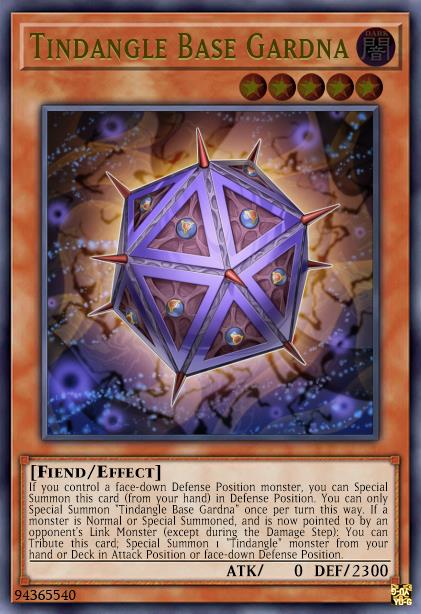 TINDANGLE BASE GARDNA
DARK
闇
[FIEND/EFFECT]
If you control a face-down Defense Position monster, you can Special
Summon this card (from your hand) in Defense Position. You can only
Special Summon "Tindangle Base Gardna" once per turn this way. If a
monster is Normal or Special Summoned, and is now pointed to by an
opponent's Link Monster (except during the Damage Step): You can
Tribute this card; Special Summon 1 "Tindangle" monster from your
hand or Deck in Attack Position or face-down Defense Position.
ATK/ 0 DEF/2300
94365540